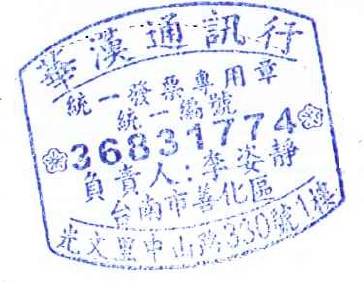 華漢通訊行
統一發票專用章
統一編號
36831774
負責人:李姿靜
台南市善化區
光文里中山路330號1樓